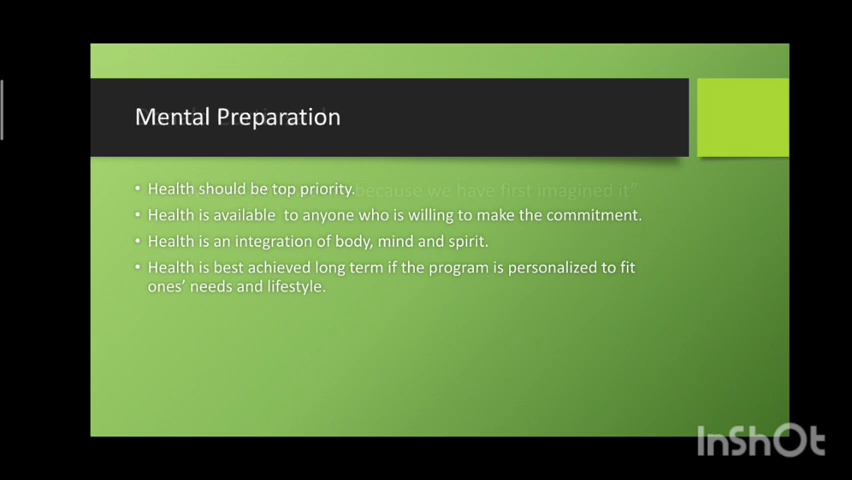 Mental Preparation
• Health should be top priority.
because we have first imagined it"
• Health is available to anyone who is willing to make the commitment.
• Health is an integration of body, mind and spirit.
• Health is best achieved long term if the program is personalized to fit
ones’ needs and lifestyle.
InShOt